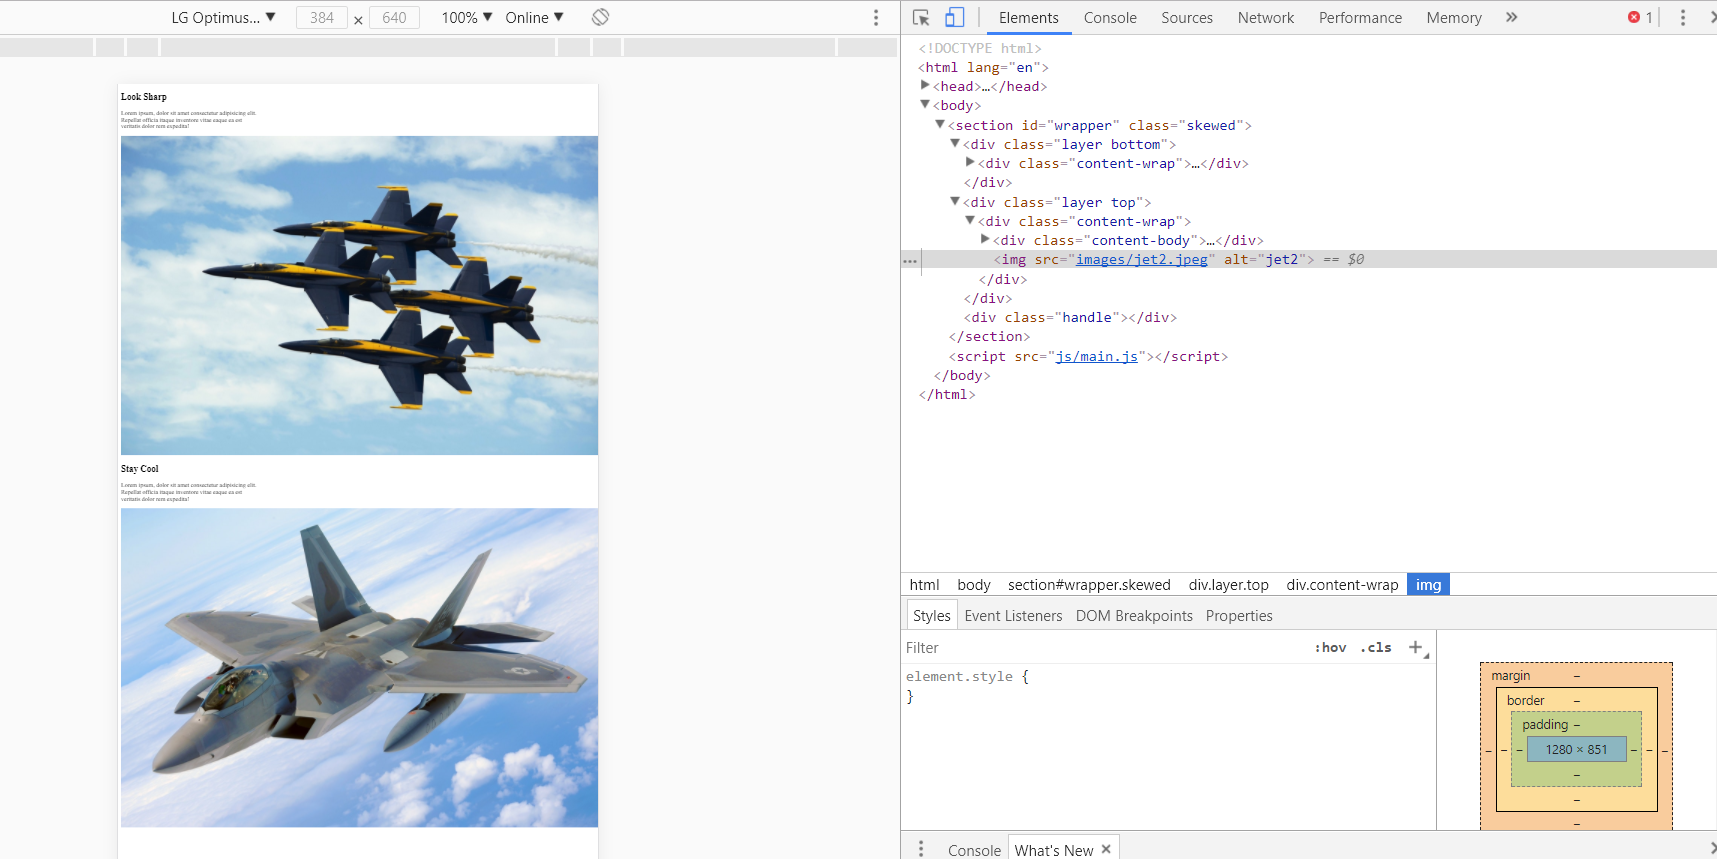 LG Optimus... ▼ 384 × 640 100% ▼ Online ▼
Look Sharp
Lorem ipsum, dolor sit amet consectetur adipisicing elit.
Repellat officia itaque inventore vitae eaque ea est
veritatis dolor rem expedita!
Stay Cool
Lorem ipsum, dolor sit amet consectetur adipisicing elit.
Repellat officia itaque inventore vitae eaque ea est
veritatis dolor rem expedita!
Elements Console Sources Network Performance Memory » 1
<!DOCTYPE html>
<html lang="en">
▶<head>…</head>
▼<body>
▼<section id="wrapper" class="skewed">
▼<div class="layer bottom">
▶<div class="content-wrap">…</div>
</div>
▼<div class="layer top">
▼<div class="content-wrap">
▶<div class="content-body">…</div>
... <img src="images/jet2.jpeg" alt="jet2"> == $0
</div>
</div>
<div class="handle"></div>
</section>
<script src="js/main.js"></script>
</body>
</html>
html body section#wrapper.skewed div.layer.top div.content-wrap img
Styles Event Listeners DOM Breakpoints Properties
Filter :hov .cls +
element.style {
}
margin –
border –
padding –
– – – 1280 × 851 – – –
–
–
–
Console What's New ×